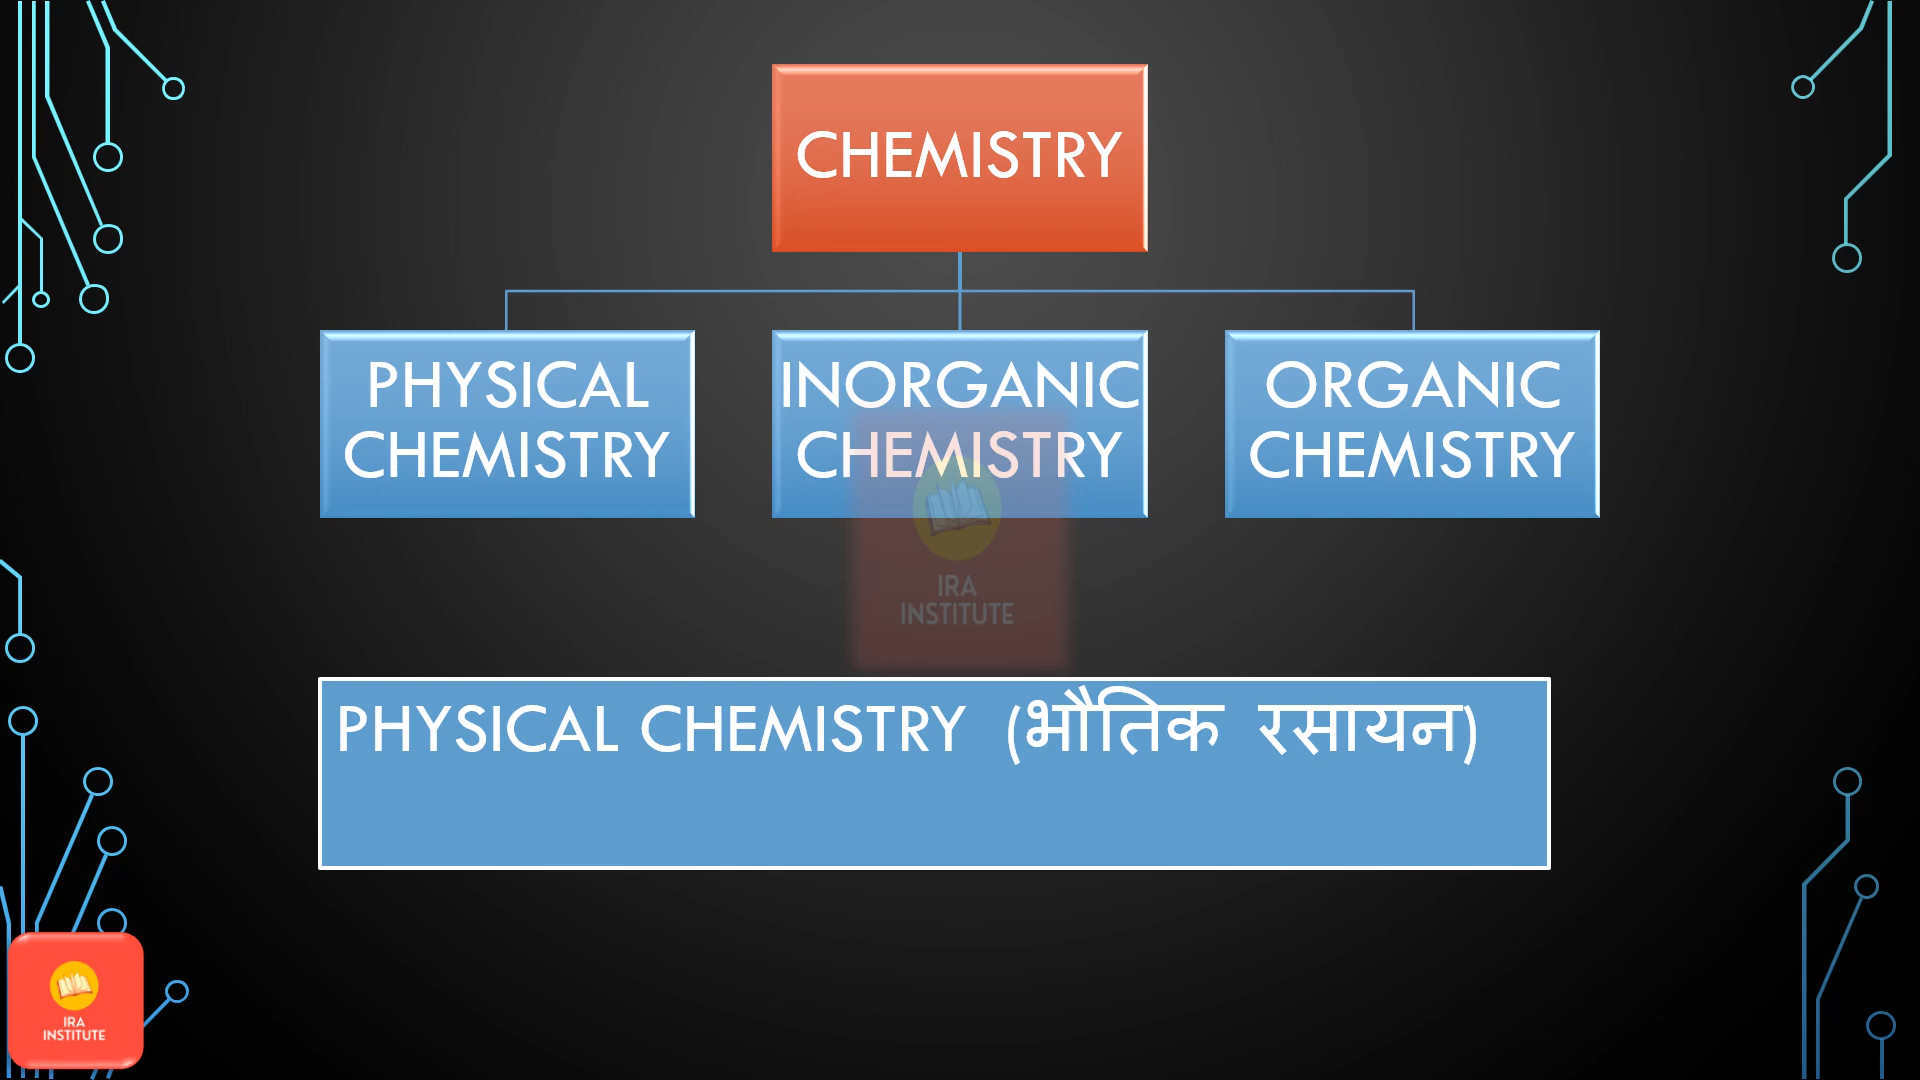 CHEMISTRY
PHYSICAL
CHEMISTRY
INORGANIC
CHEMISTRY
ORGANIC
CHEMISTRY
IRA
INSTITUTE
PHYSICAL CHEMISTRY (भौतिक रसायन)
IRA
INSTITUTE